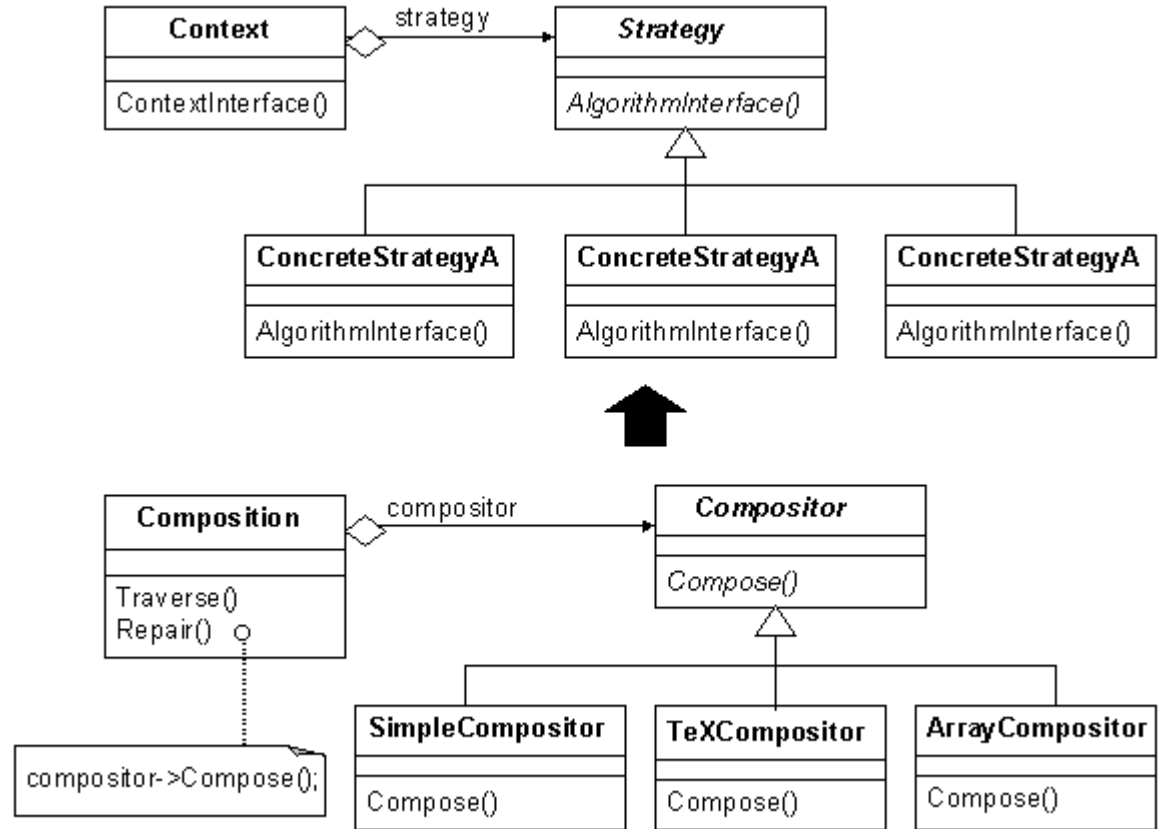 Context
strategy
Strategy
ContextInterface()
AlgorithmInterface()
ConcreteStrategyA
ConcreteStrategyA
ConcreteStrategyA
AlgorithmInterface()
AlgorithmInterface()
AlgorithmInterface()
Composition
compositor
Compositor
Traverse()
Repair()
Compose()
compositor->Compose();
SimpleCompositor
TeXCompositor
ArrayCompositor
Compose()
Compose()
Compose()